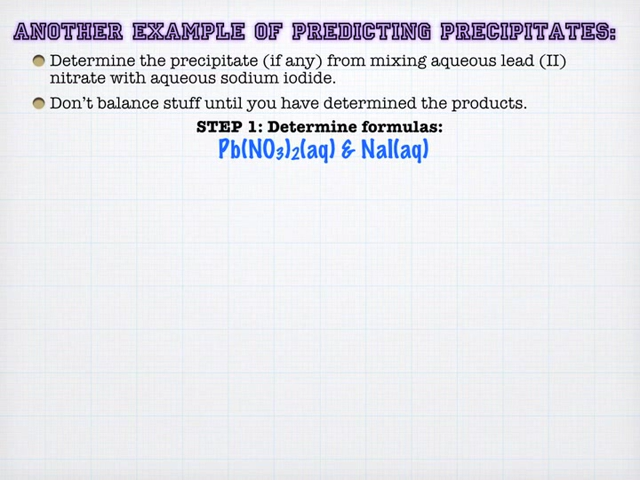 ANOTHER EXAMPLE OF PREDICTING PRECIPITATES:
Determine the precipitate (if any) from mixing aqueous lead (II)
nitrate with aqueous sodium iodide.
Don't balance stuff until you have determined the products.
STEP 1: Determine formulas:
Pb(NO₃)₂(aq) & NaI(aq)